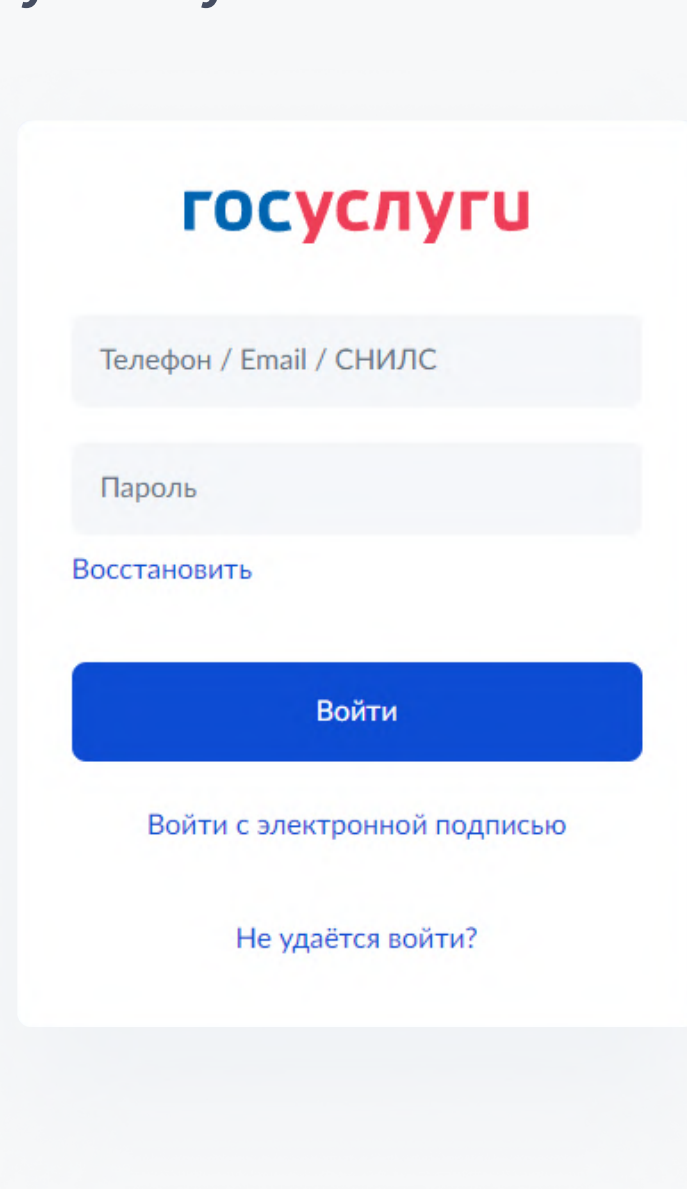 госуслуги
Телефон / Email / СНИЛС
Пароль
Восстановить
Войти
Войти с электронной подписью
Не удаётся войти?